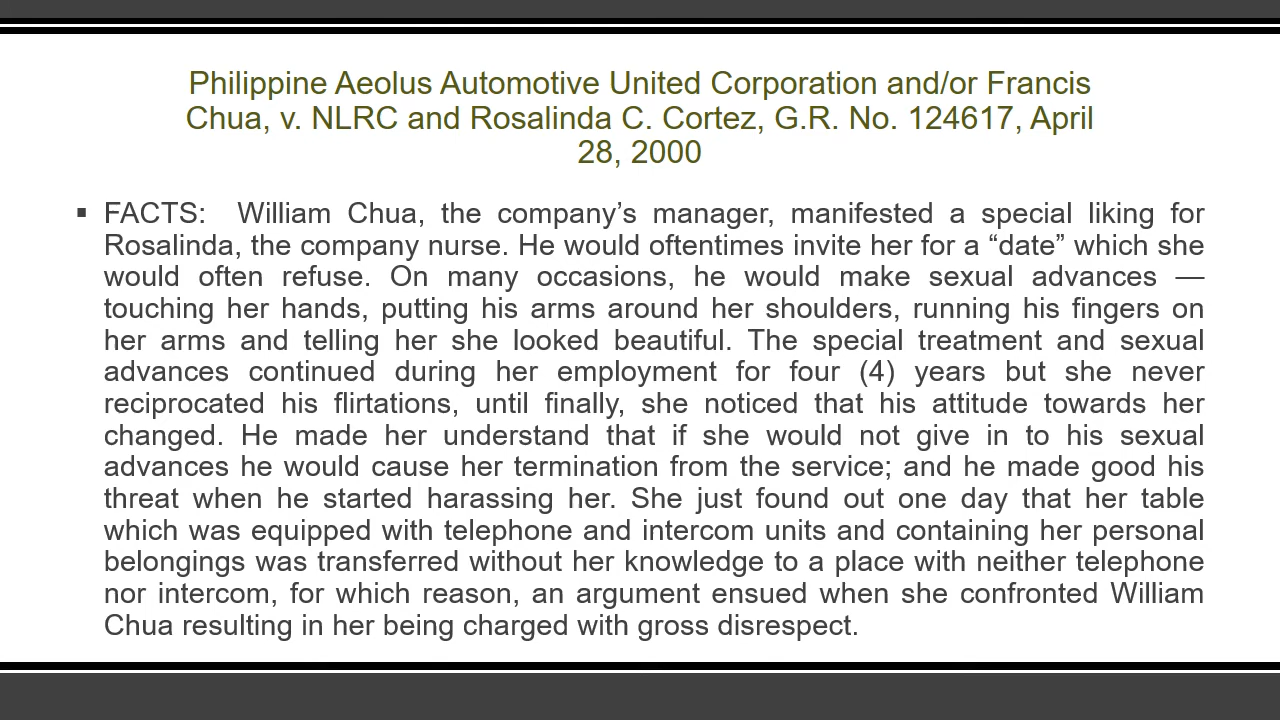 Philippine Aeolus Automotive United Corporation and/or Francis
Chua, v. NLRC and Rosalinda C. Cortez, G.R. No. 124617, April
28, 2000
▪ FACTS: William Chua, the company’s manager, manifested a special liking for
Rosalinda, the company nurse. He would oftentimes invite her for a “date” which she
would often refuse. On many occasions, he would make sexual advances —
touching her hands, putting his arms around her shoulders, running his fingers on
her arms and telling her she looked beautiful. The special treatment and sexual
advances continued during her employment for four (4) years but she never
reciprocated his flirtations, until finally, she noticed that his attitude towards her
changed. He made her understand that if she would not give in to his sexual
advances he would cause her termination from the service; and he made good his
threat when he started harassing her. She just found out one day that her table
which was equipped with telephone and intercom units and containing her personal
belongings was transferred without her knowledge to a place with neither telephone
nor intercom, for which reason, an argument ensued when she confronted William
Chua resulting in her being charged with gross disrespect.